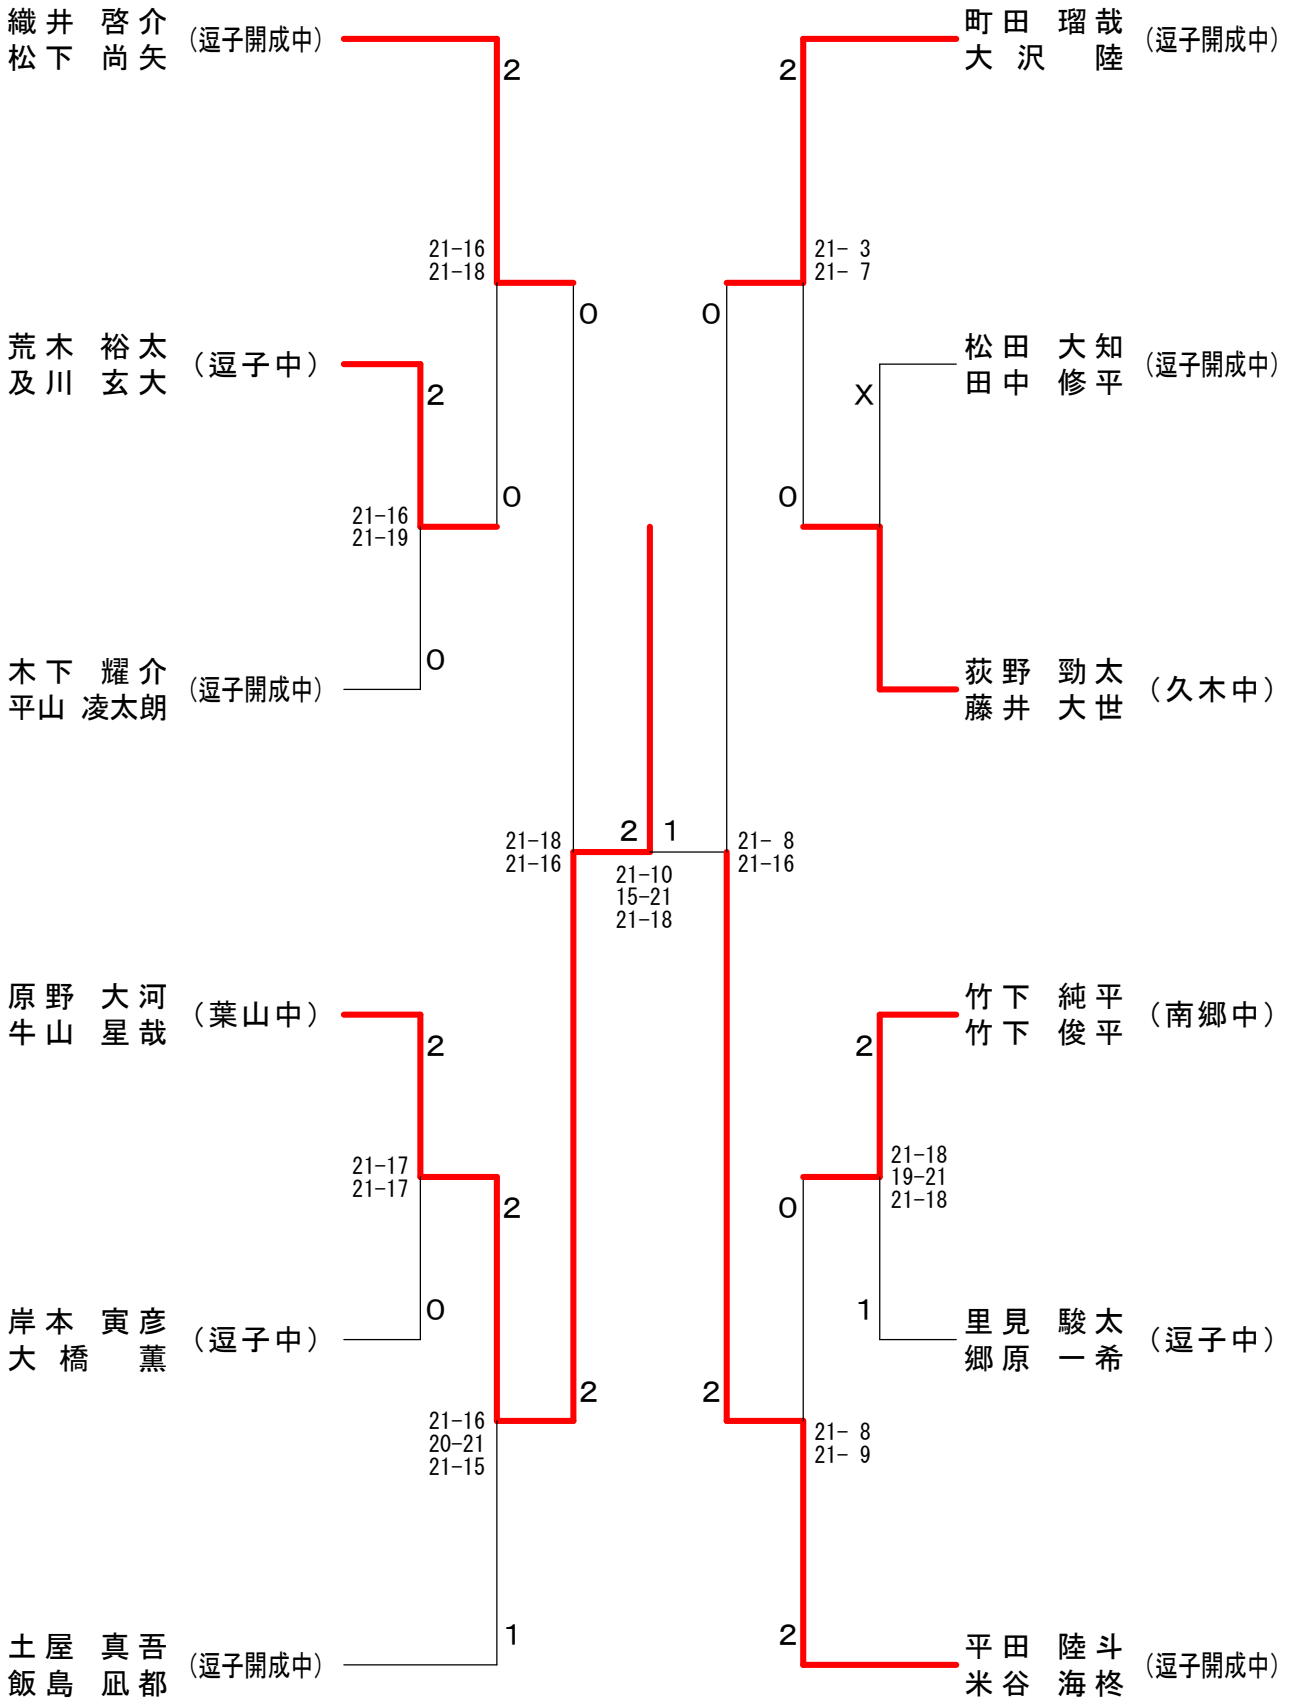 織井 啓介
松下 尚矢
(逗子開成中)
2
21-16
21-18
0
荒木 裕太
及川 玄大
(逗子中)
2
0
21-16
21-19
木下 耀介
平山 凌太朗
(逗子開成中)
0
21-18
21-16
原野 大河
牛山 星哉
(葉山中)
2
21-17
21-17
2
岸本 寅彦
大橋 薫
(逗子中)
0
2
21-16
20-21
21-15
土屋 真吾
飯島 凪都
(逗子開成中)
1
2 1
21-10
15-21
21-18
町田 瑠哉
大沢 陸
(逗子開成中)
2
21- 3
21- 7
0
松田 大知
田中 修平
(逗子開成中)
X
0
荻野 勁太
藤井 大世
(久木中)
21- 8
21-16
竹下 純平
竹下 俊平
(南郷中)
2
21-18
19-21
21-18
0
里見 駿太
郷原 一希
(逗子中)
1
2
21- 8
21- 9
平田 陸斗
米谷 海柊
(逗子開成中)
2